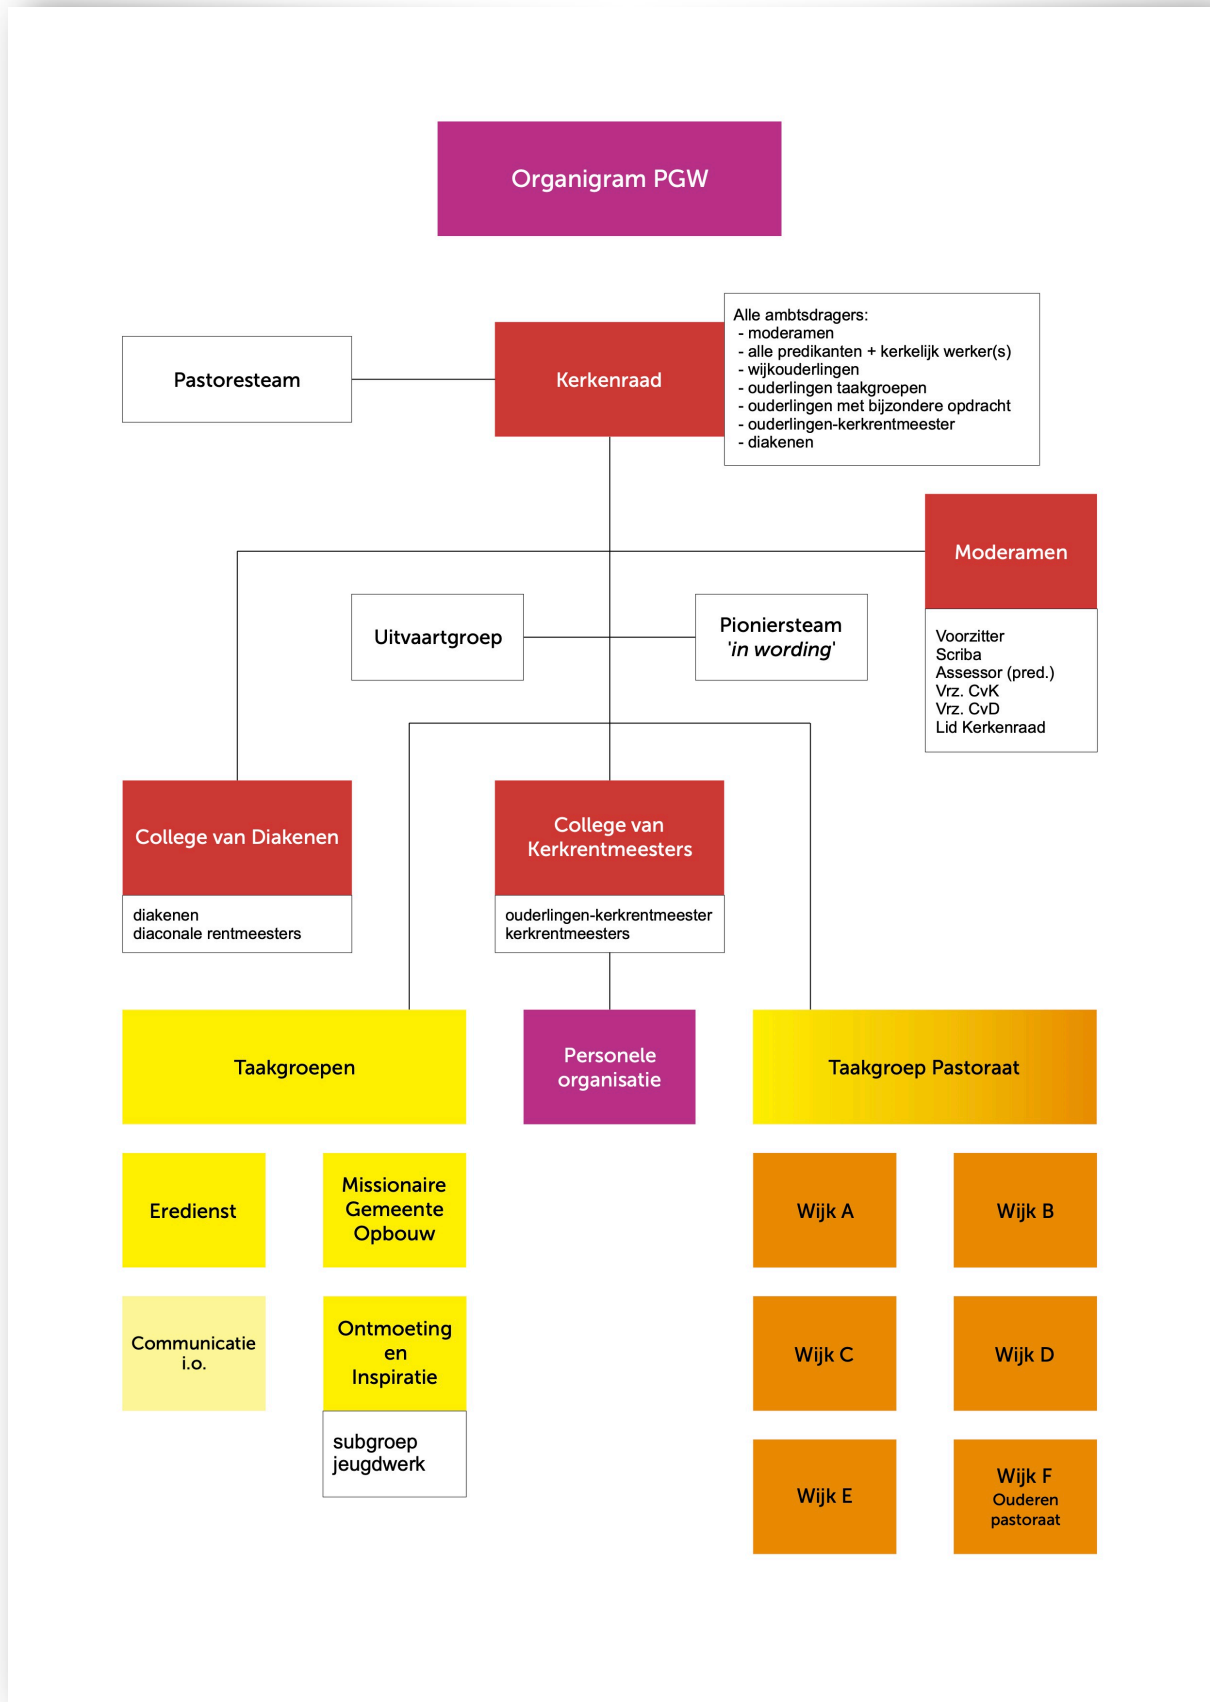 Organigram PGW
Pastoresteam
Kerkenraad
Alle ambtsdragers:
- moderamen
- alle predikanten + kerkelijk werker(s)
- wijkouderlingen
- ouderlingen taakgroepen
- ouderlingen met bijzondere opdracht
- ouderlingen-kerkrentmeester
- diakenen
Moderamen
Voorzitter
Scriba
Assessor (pred.)
Vrz. CvK
Vrz. CvD
Lid Kerkenraad
Uitvaartgroep
Pioniersteam
'in wording'
College van Diakenen
diakenen
diaconale rentmeesters
College van
Kerkrentmeesters
ouderlingen-kerkrentmeester
kerkrentmeesters
Taakgroepen
Personele
organisatie
Taakgroep Pastoraat
Eredienst
Missionaire
Gemeente
Opbouw
Communicatie
i.o.
Ontmoeting
en
Inspiratie
subgroep
jeugdwerk
Wijk A
Wijk B
Wijk C
Wijk D
Wijk E
Wijk F
Ouderen
pastoraat